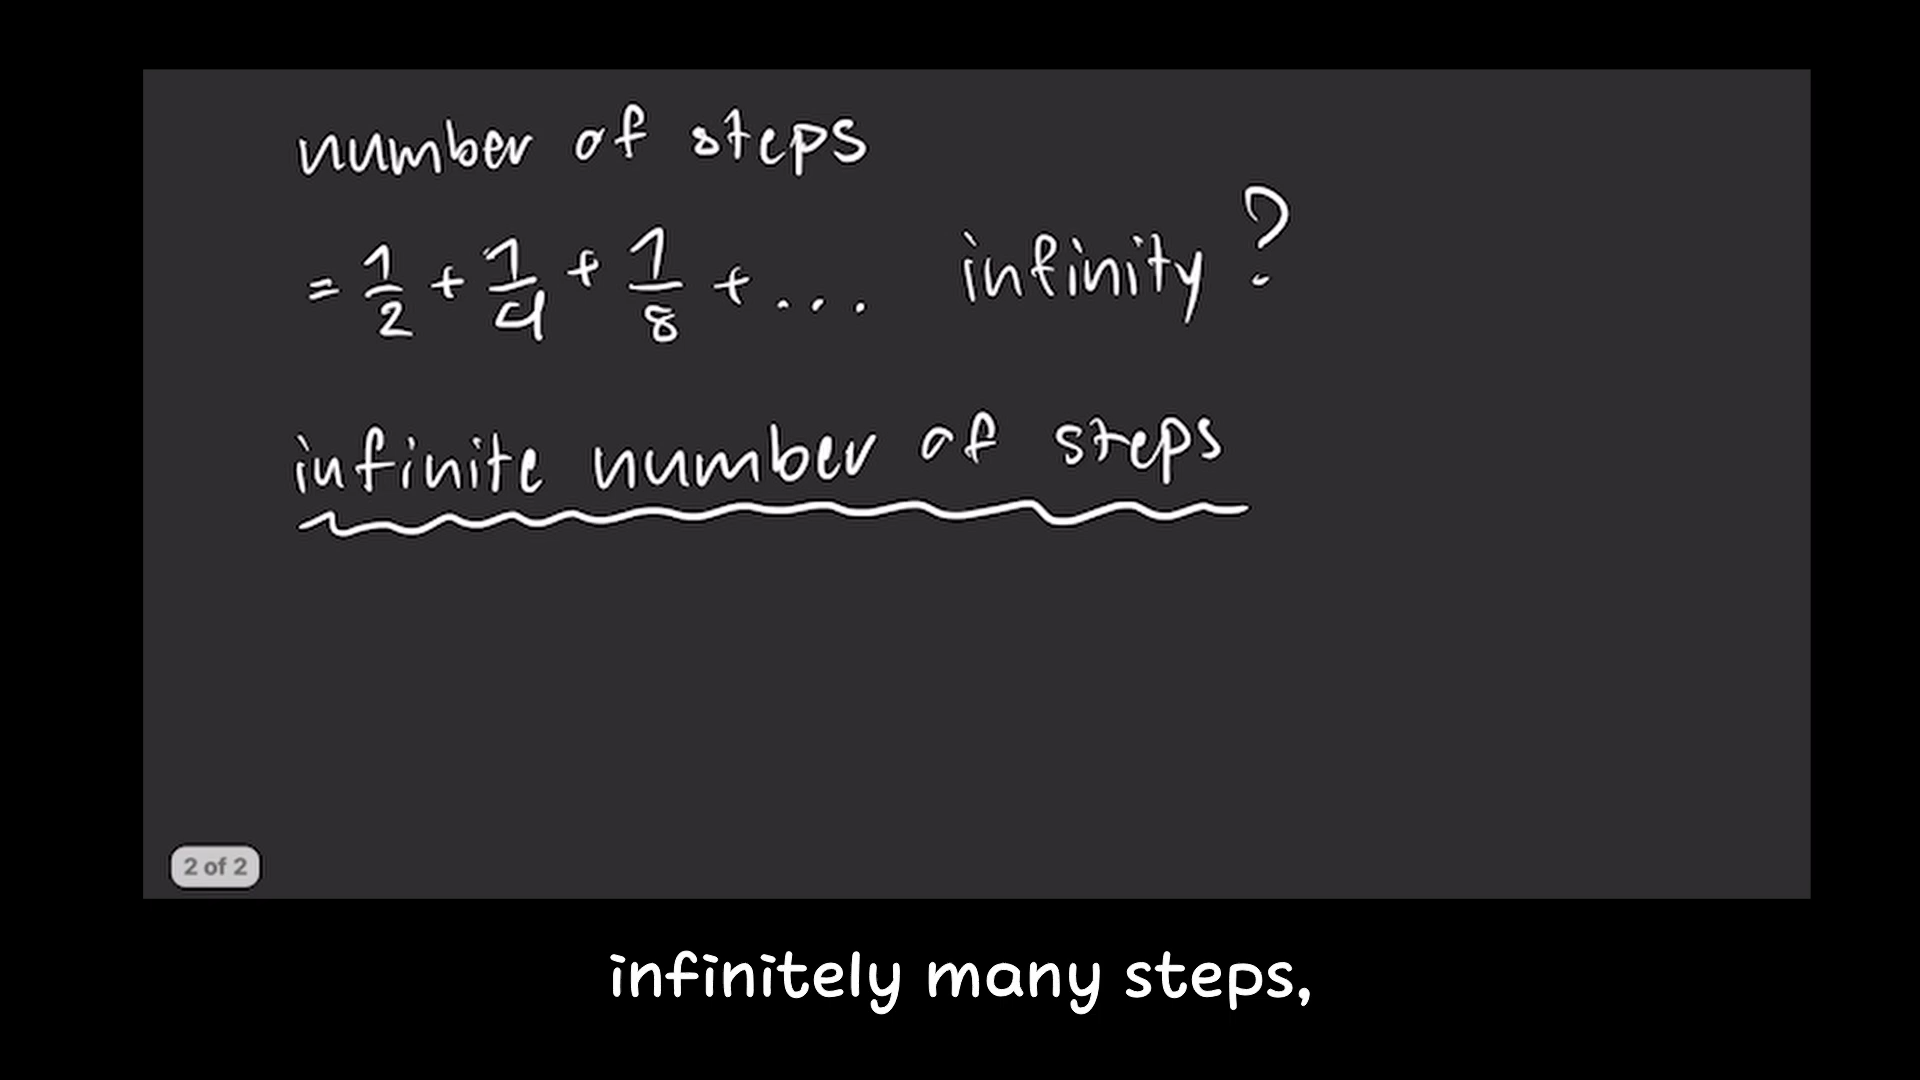 number of steps
= 1/2 + 1/4 + 1/8 + ... infinity?
infinite number of steps
2 of 2
infinitely many steps,